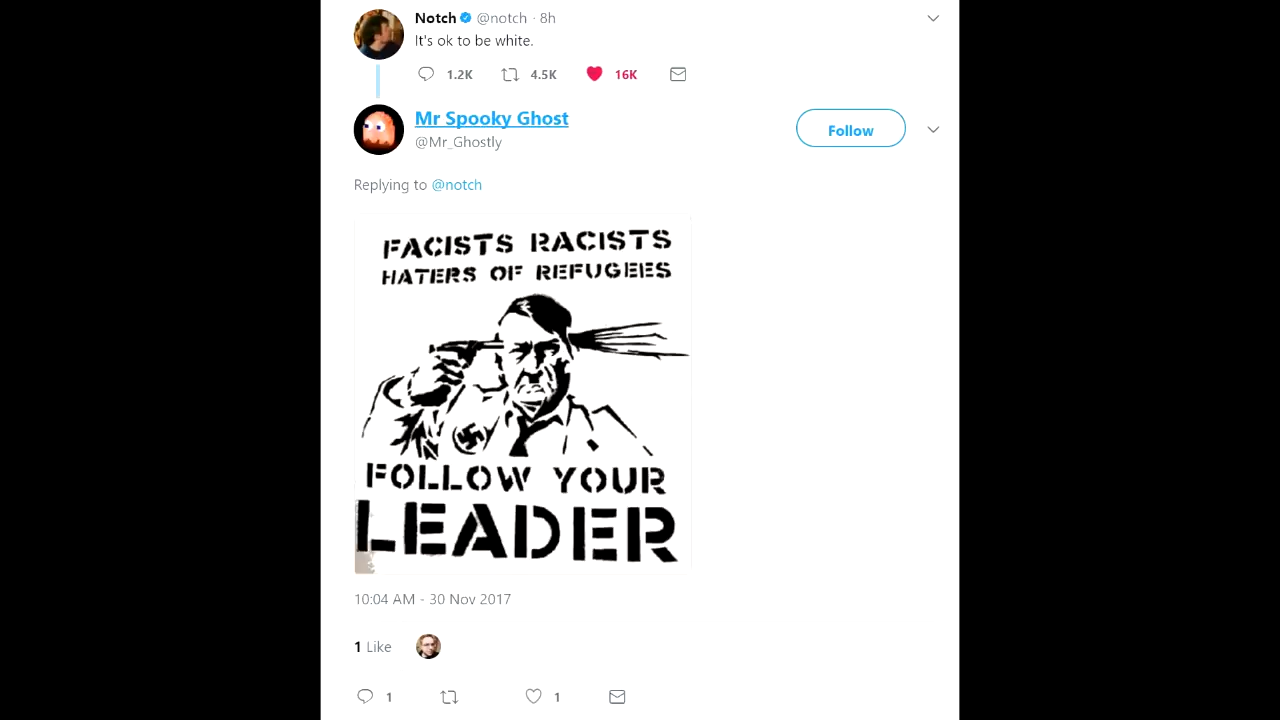 Notch @notch · 8h
It's ok to be white.
1.2K 4.5K 16K
Mr Spooky Ghost
@Mr_Ghostly
Follow
Replying to @notch
FACISTS RACISTS
HATERS OF REFUGEES
FOLLOW YOUR
LEADER
10:04 AM - 30 Nov 2017
1 Like
1 1